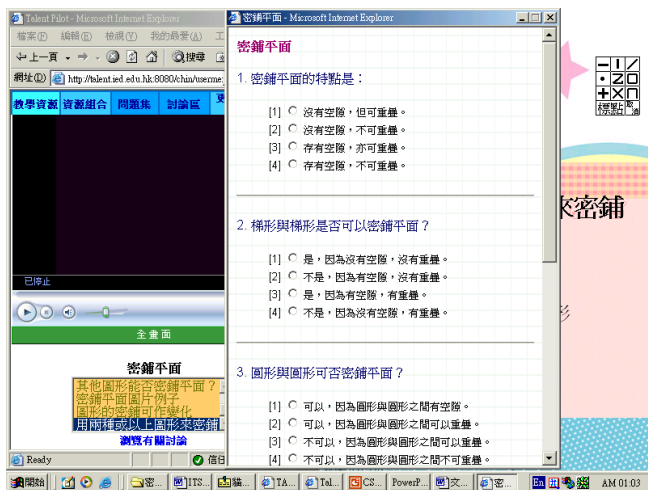 Talent Pilot - Microsoft Internet Explorer
檔案(F) 編輯(E) 檢視(V) 我的最愛(A) 工
上一頁 搜尋
網址(D) http://talent.ied.edu.hk:8080/chin/userme
教學資源 資源組合 問題集 討論區 更
已停止
全畫面
密鋪平面
其他圖形能否密鋪平面？
密鋪平面圖片例子
圖形的密鋪可作變化
用兩種或以上圖形來密鋪
瀏覽有關討論
Ready
密鋪平面 - Microsoft Internet Explorer
密鋪平面
1. 密鋪平面的特點是：
[1] 沒有空隙，但可重疊。
[2] 沒有空隙，不可重疊。
[3] 存有空隙，亦可重疊。
[4] 存有空隙，不可重疊。
2. 梯形與梯形是否可以密鋪平面？
[1] 是，因為沒有空隙，沒有重疊。
[2] 不是，因為有空隙，沒有重疊。
[3] 是，因為有空隙，有重疊。
[4] 不是，因為沒有空隙，有重疊。
3. 圓形與圓形可否密鋪平面？
[1] 可以，因為圓形與圓形之間有空隙。
[2] 可以，因為圓形與圓形之間可以重疊。
[3] 不可以，因為圓形與圓形之間可以重疊。
[4] 不可以，因為圓形與圓形之間不可重疊。
標點 取消
來密鋪
形
開始 密... ITS... 貓... TA... Tal... CS... PowerP... 交... 密... En AM 01:03